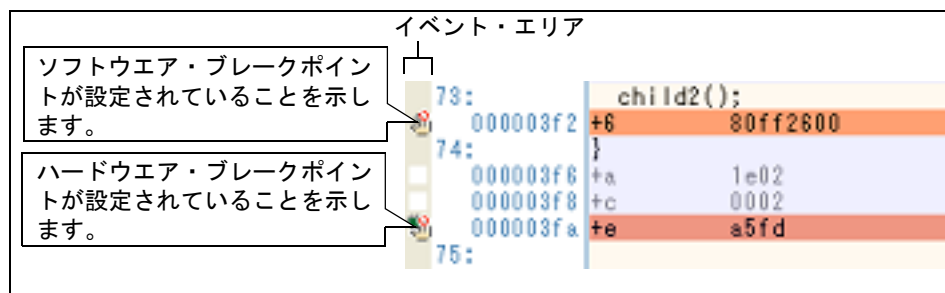 イベント・エリア
ソフトウエア・ブレークポイン
トが設定されていることを示し
ます。
ハードウエア・ブレークポイン
トが設定されていることを示し
ます。
73: child2();
000003f2 +6 80ff2600
74: }
000003f6 +a 1e02
000003f8 +c 0002
000003fa +e a5fd
75: